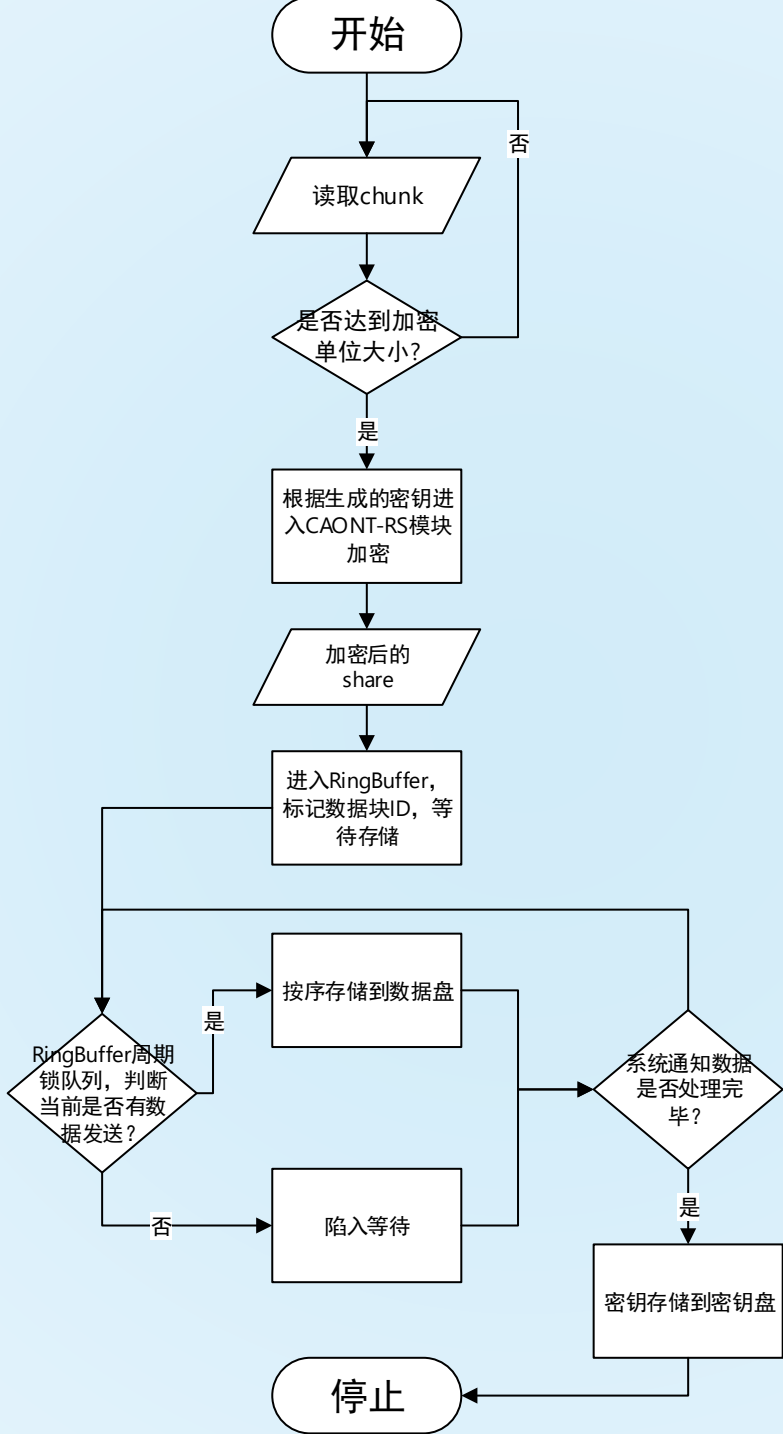 开始
否
读取chunk
是否达到加密
单位大小？
是
根据生成的密钥进
入CAONT-RS模块
加密
加密后的
share
进入RingBuffer，
标记数据块ID，等
待存储
按序存储到数据盘
是
RingBuffer周期
锁队列，判断
当前是否有数
据发送？
系统通知数据
是否处理完
毕？
否
陷入等待
是
密钥存储到密钥盘
停止